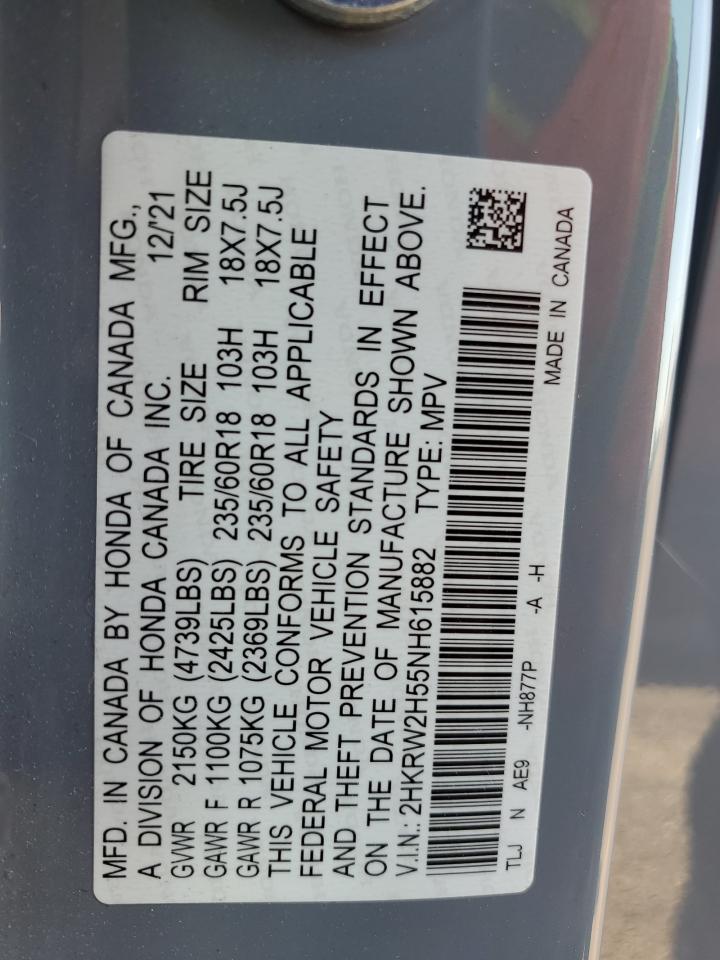 MFD. IN CANADA BY HONDA OF CANADA MFG.,
A DIVISION OF HONDA CANADA INC. 12/'21
GVWR 2150KG (4739LBS) TIRE SIZE RIM SIZE
GAWR F 1100KG (2425LBS) 235/60R18 103H 18X7.5J
GAWR R 1075KG (2369LBS) 235/60R18 103H 18X7.5J
THIS VEHICLE CONFORMS TO ALL APPLICABLE
FEDERAL MOTOR VEHICLE SAFETY
AND THEFT PREVENTION STANDARDS IN EFFECT
ON THE DATE OF MANUFACTURE SHOWN ABOVE.
V.I.N.: 2HKRW2H55NH615882 TYPE: MPV
TLJ N AE9 -NH877P -A -H MADE IN CANADA